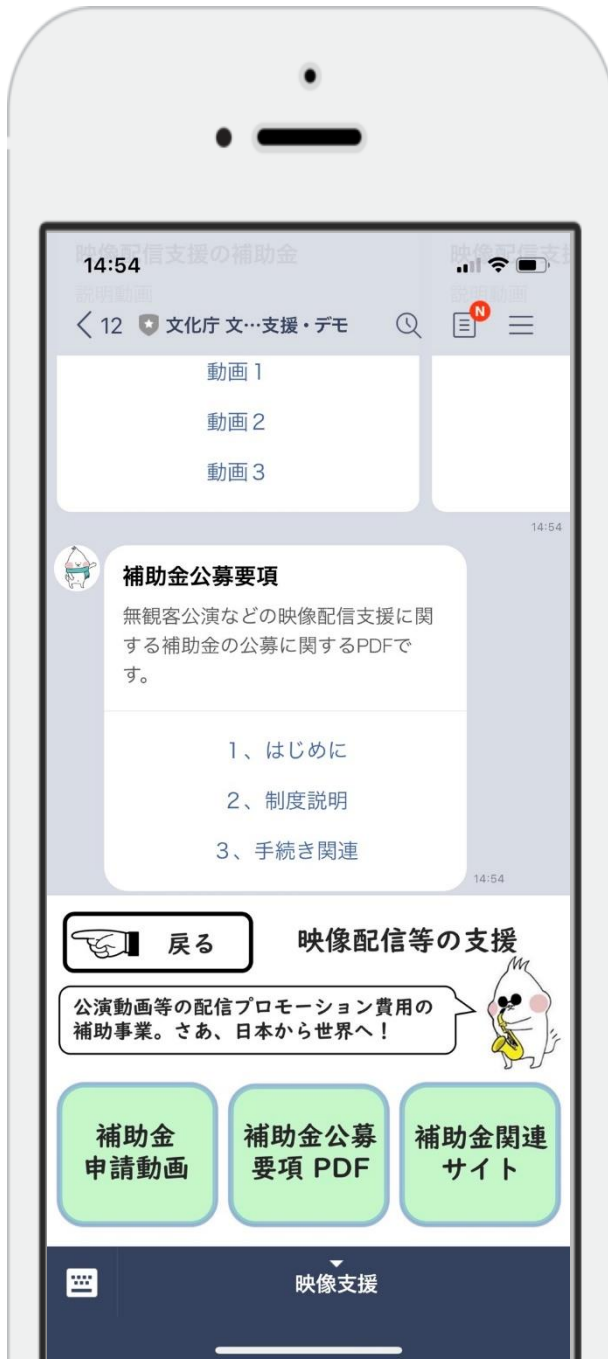 映像配信支援の補助金
映像配信支
14:54
説明動画
説明動画
12 文化庁 文…支援・デモ
N
動画1
動画2
動画3
14:54
補助金公募要項
無観客公演などの映像配信支援に関
する補助金の公募に関するPDFで
す。
1、はじめに
2、制度説明
3、手続き関連
14:54
戻る
映像配信等の支援
公演動画等の配信プロモーション費用の
補助事業。さあ、日本から世界へ！
補助金
申請動画
補助金公募
要項 PDF
補助金関連
サイト
映像支援